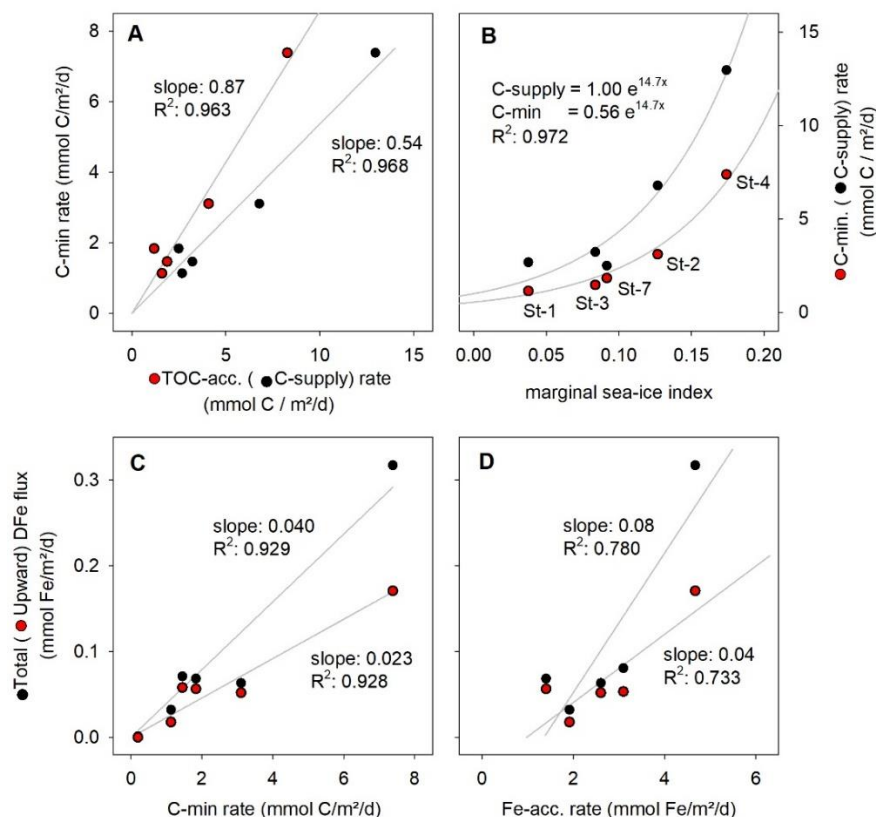 A
8
6
4
2
0
C-min rate (mmol C/m²/d)
slope: 0.87
R²: 0.963
slope: 0.54
R²: 0.968
0
5
10
15
TOC-acc. ( C-supply) rate
(mmol C / m²/d)
B
C-supply = 1.00 e^14.7x
C-min = 0.56 e^14.7x
R²: 0.972
St-4
St-2
St-7
St-3
St-1
0.00
0.05
0.10
0.15
0.20
marginal sea-ice index
15
10
5
0
C-min. ( C-supply) rate
(mmol C / m²/d)
C
0.3
0.2
0.1
0.0
Total ( Upward) DFe flux
(mmol Fe/m²/d)
slope: 0.040
R²: 0.929
slope: 0.023
R²: 0.928
0
2
4
6
8
C-min rate (mmol C/m²/d)
D
slope: 0.08
R²: 0.780
slope: 0.04
R²: 0.733
0
2
4
6
Fe-acc. rate (mmol Fe/m²/d)